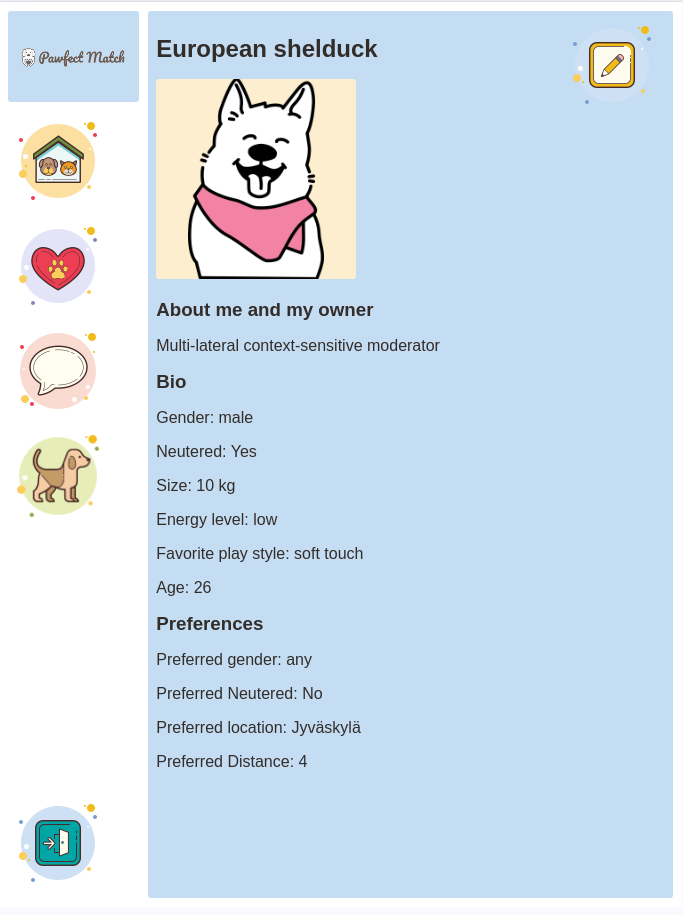 Pawfect Match
European shelduck
About me and my owner
Multi-lateral context-sensitive moderator
Bio
Gender: male
Neutered: Yes
Size: 10 kg
Energy level: low
Favorite play style: soft touch
Age: 26
Preferences
Preferred gender: any
Preferred Neutered: No
Preferred location: Jyväskylä
Preferred Distance: 4